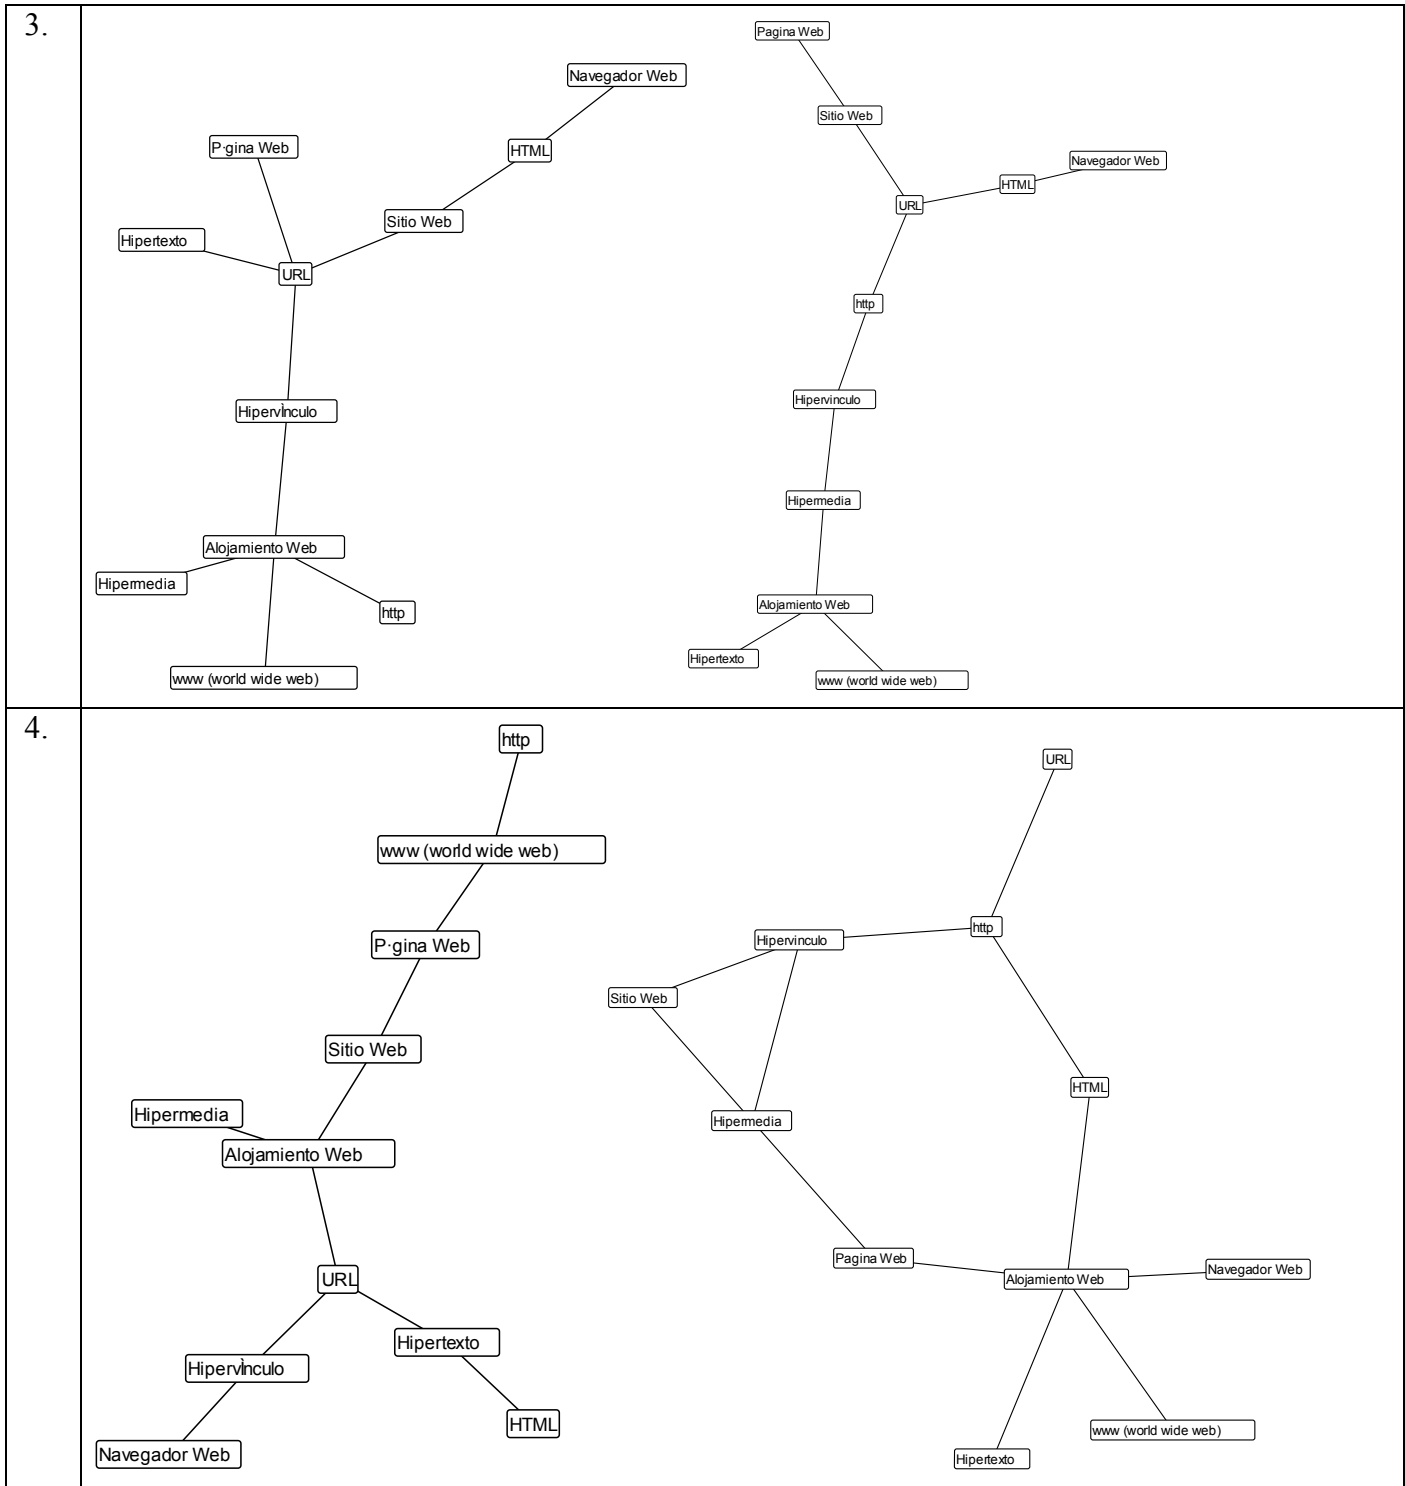 3.
Navegador Web
P·gina Web
HTML
Sitio Web
Hipertexto
URL
HipervÌnculo
Alojamiento Web
Hipermedia
http
www (world wide web)
Pagina Web
Sitio Web
Navegador Web
HTML
URL
http
Hipervinculo
Hipermedia
Alojamiento Web
Hipertexto
www (world wide web)
4.
http
www (world wide web)
P·gina Web
Sitio Web
Hipermedia
Alojamiento Web
URL
Hipertexto
HipervÌnculo
HTML
Navegador Web
URL
http
Hipervinculo
Sitio Web
HTML
Hipermedia
Pagina Web
Alojamiento Web
Navegador Web
www (world wide web)
Hipertexto